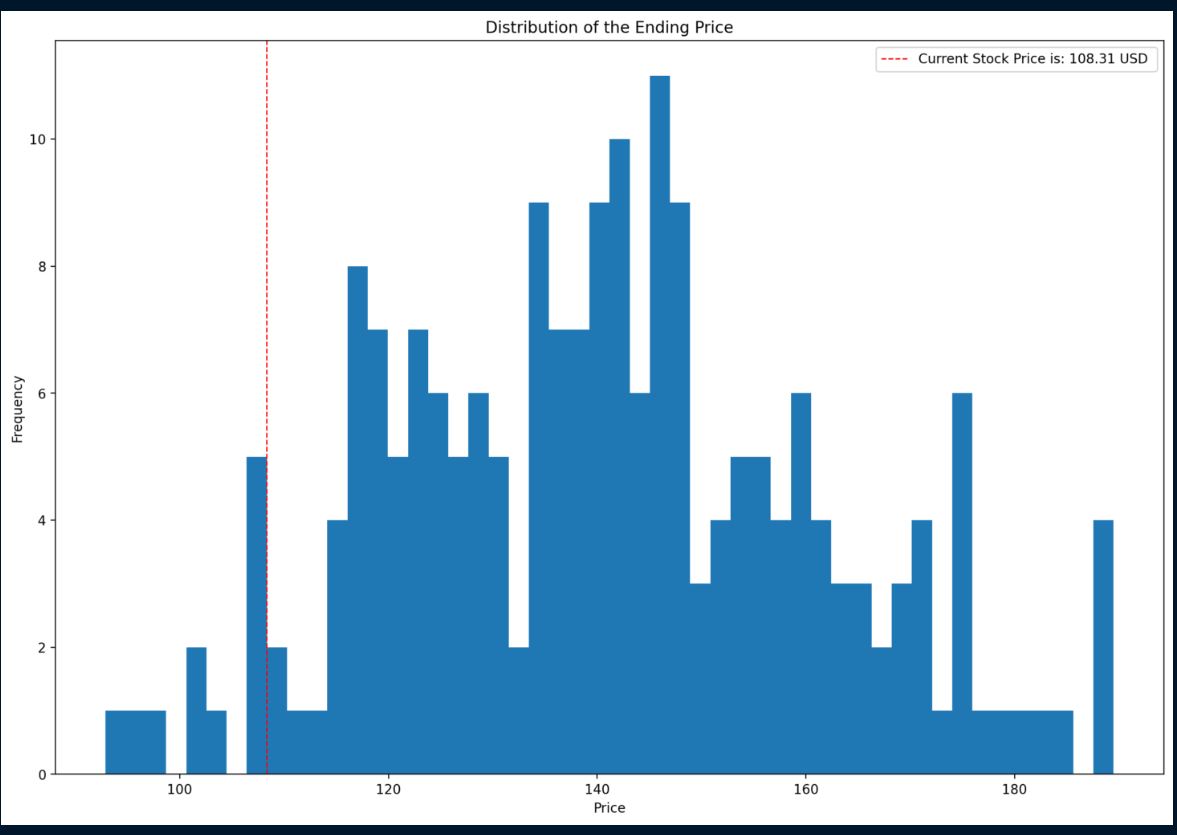 Distribution of the Ending Price
Current Stock Price is: 108.31 USD
10
8
6
4
2
0
Frequency
100 120 140 160 180
Price